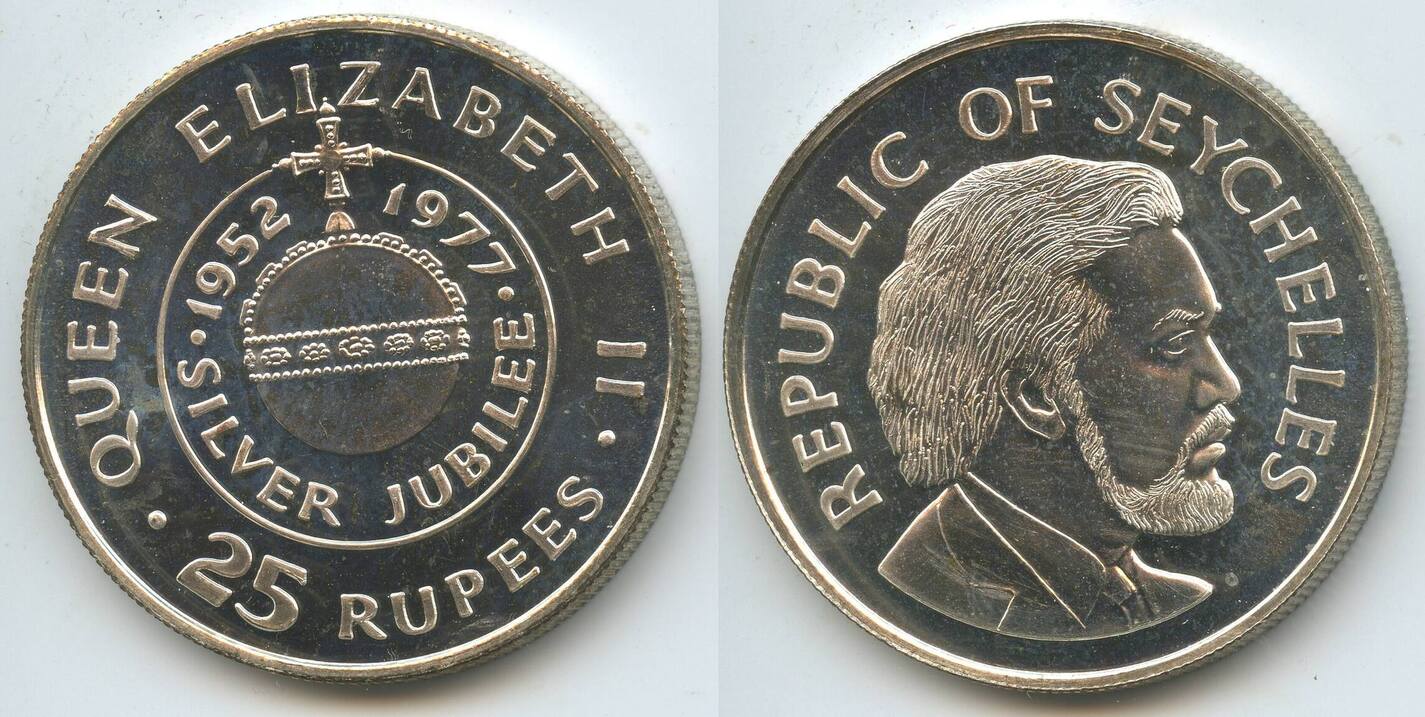 QUEEN ELIZABETH II
· 25 RUPEES ·
1952 1977
· SILVER JUBILEE ·
REPUBLIC OF SEYCHELLES